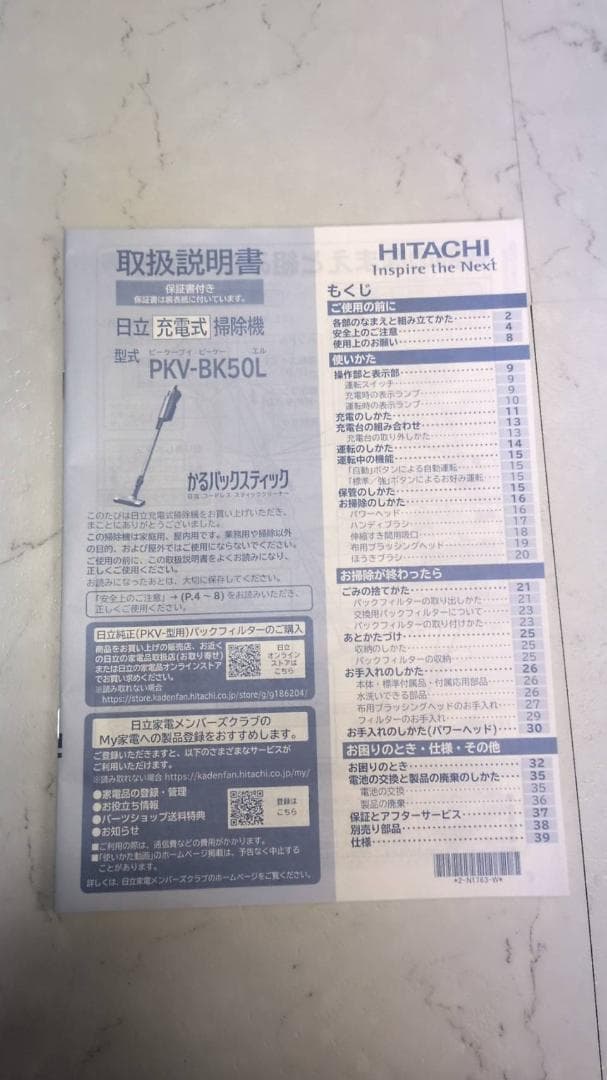 取扱説明書
保証書付き
保証書は裏表紙に付いています。
日立 充電式 掃除機
ピーケーブイ ビーケー エル
型式 PKV-BK50L
かるパックスティック
日立 コードレス スティッククリーナー
このたびは日立充電式掃除機をお買い上げいただき、
まことにありがとうございました。
この掃除機は家庭用、屋内用です。業務用や掃除以外
の目的、および屋外ではご使用にならないでください。
ご使用の前に、この取扱説明書をよくお読みになり、
正しくご使用ください。
お読みになったあとは、大切に保存してください。
「安全上のご注意」→(P.4～8)をお読みいただき、
正しくご使用ください。
日立純正(PKV-型用)パックフィルターのご購入
商品をお買い上げの販売店、お近く
の日立の家電品取扱店(お取り寄せ)
または日立の家電品オンラインストア
でお買い求めください。
※読み取れない場合
https://store.kadenfan.hitachi.co.jp/store/g/g186204/
日立
オンライン
ストアは
こちら
日立家電メンバーズクラブの
My家電への製品登録をおすすめします。
ご登録いただきますと、以下のさまざまなサービスが
ご利用いただけます。
※読み取れない場合 https://kadenfan.hitachi.co.jp/my/
●家電品の登録・管理
●お役立ち情報
●パーツショップ送料特典
●お知らせ
登録は
こちら
■ご利用の際は、通信費などの費用がかかります。
■「使いかた動画」のホームページ掲載は、予告なく中止する
ことがあります。
詳しくは、日立家電メンバーズクラブのホームページをご覧ください。
HITACHI
Inspire the Next
もくじ
ご使用の前に
各部のなまえと組み立てかた 2
安全上のご注意 4
使用上のお願い 8
使いかた
操作部と表示部 9
運転スイッチ 9
充電時の表示ランプ 9
運転時の表示ランプ 10
充電のしかた 11
充電台の組み合わせ 13
充電台の取り外しかた 13
運転のしかた 14
運転中の機能 15
「自動」ボタンによる自動運転 15
「標準/強」ボタンによるお好み運転 15
保管のしかた 15
お掃除のしかた 16
パワーヘッド 16
ハンディブラシ 17
伸縮すき間用吸口 18
布用ブラッシングヘッド 19
ほうきブラシ 20
お掃除が終わったら
ごみの捨てかた 21
パックフィルターの取り出しかた 21
交換用パックフィルターについて 23
パックフィルターの取り付けかた 23
あとかたづけ 25
収納のしかた 25
パックフィルターの収納 25
お手入れのしかた 26
本体・標準付属品・付属応用部品 26
水洗いできる部品 26
布用ブラッシングヘッドのお手入れ 27
フィルターのお手入れ 29
お手入れのしかた(パワーヘッド) 30
お困りのとき・仕様・その他
お困りのとき 32
電池の交換と製品の廃棄のしかた 35
電池の交換 35
製品の廃棄 36
保証とアフターサービス 37
別売り部品 38
仕様 39
*2-N1763-W*